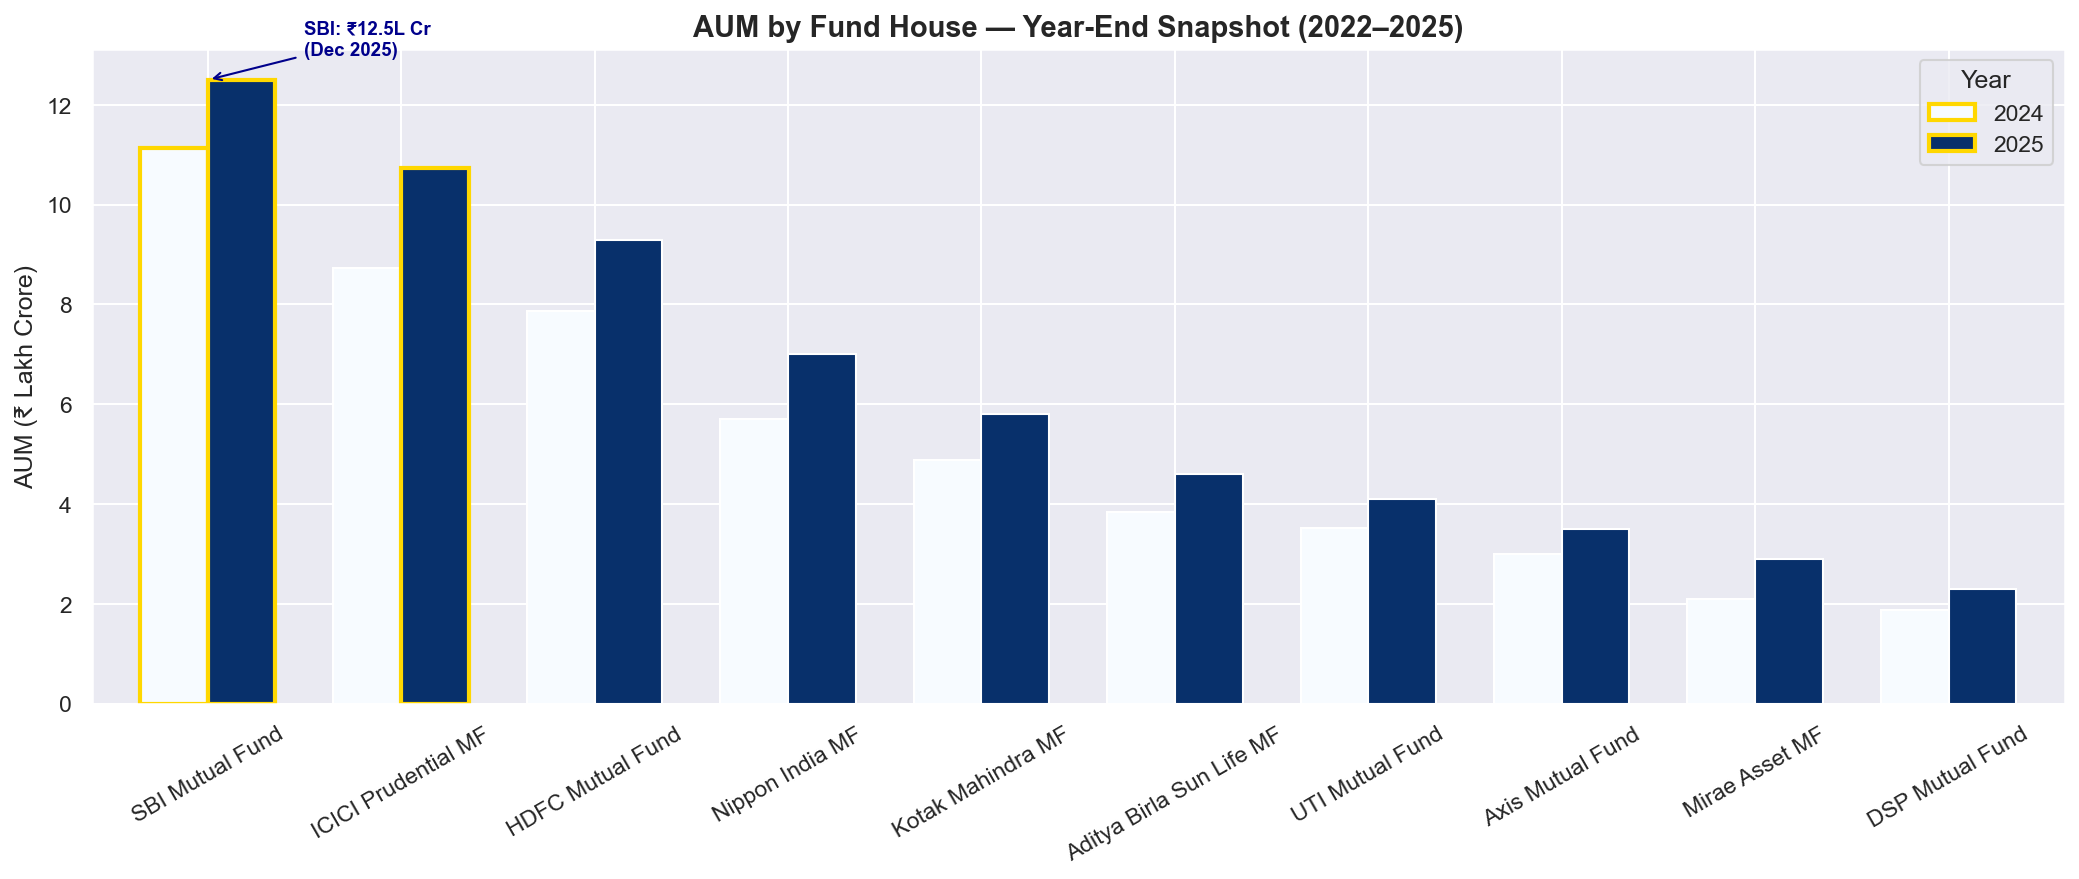 AUM by Fund House — Year-End Snapshot (2022–2025)
SBI: ₹12.5L Cr
(Dec 2025)
Year
2024
2025
AUM (₹ Lakh Crore)
12
10
8
6
4
2
0
SBI Mutual Fund
ICICI Prudential MF
HDFC Mutual Fund
Nippon India MF
Kotak Mahindra MF
Aditya Birla Sun Life MF
UTI Mutual Fund
Axis Mutual Fund
Mirae Asset MF
DSP Mutual Fund